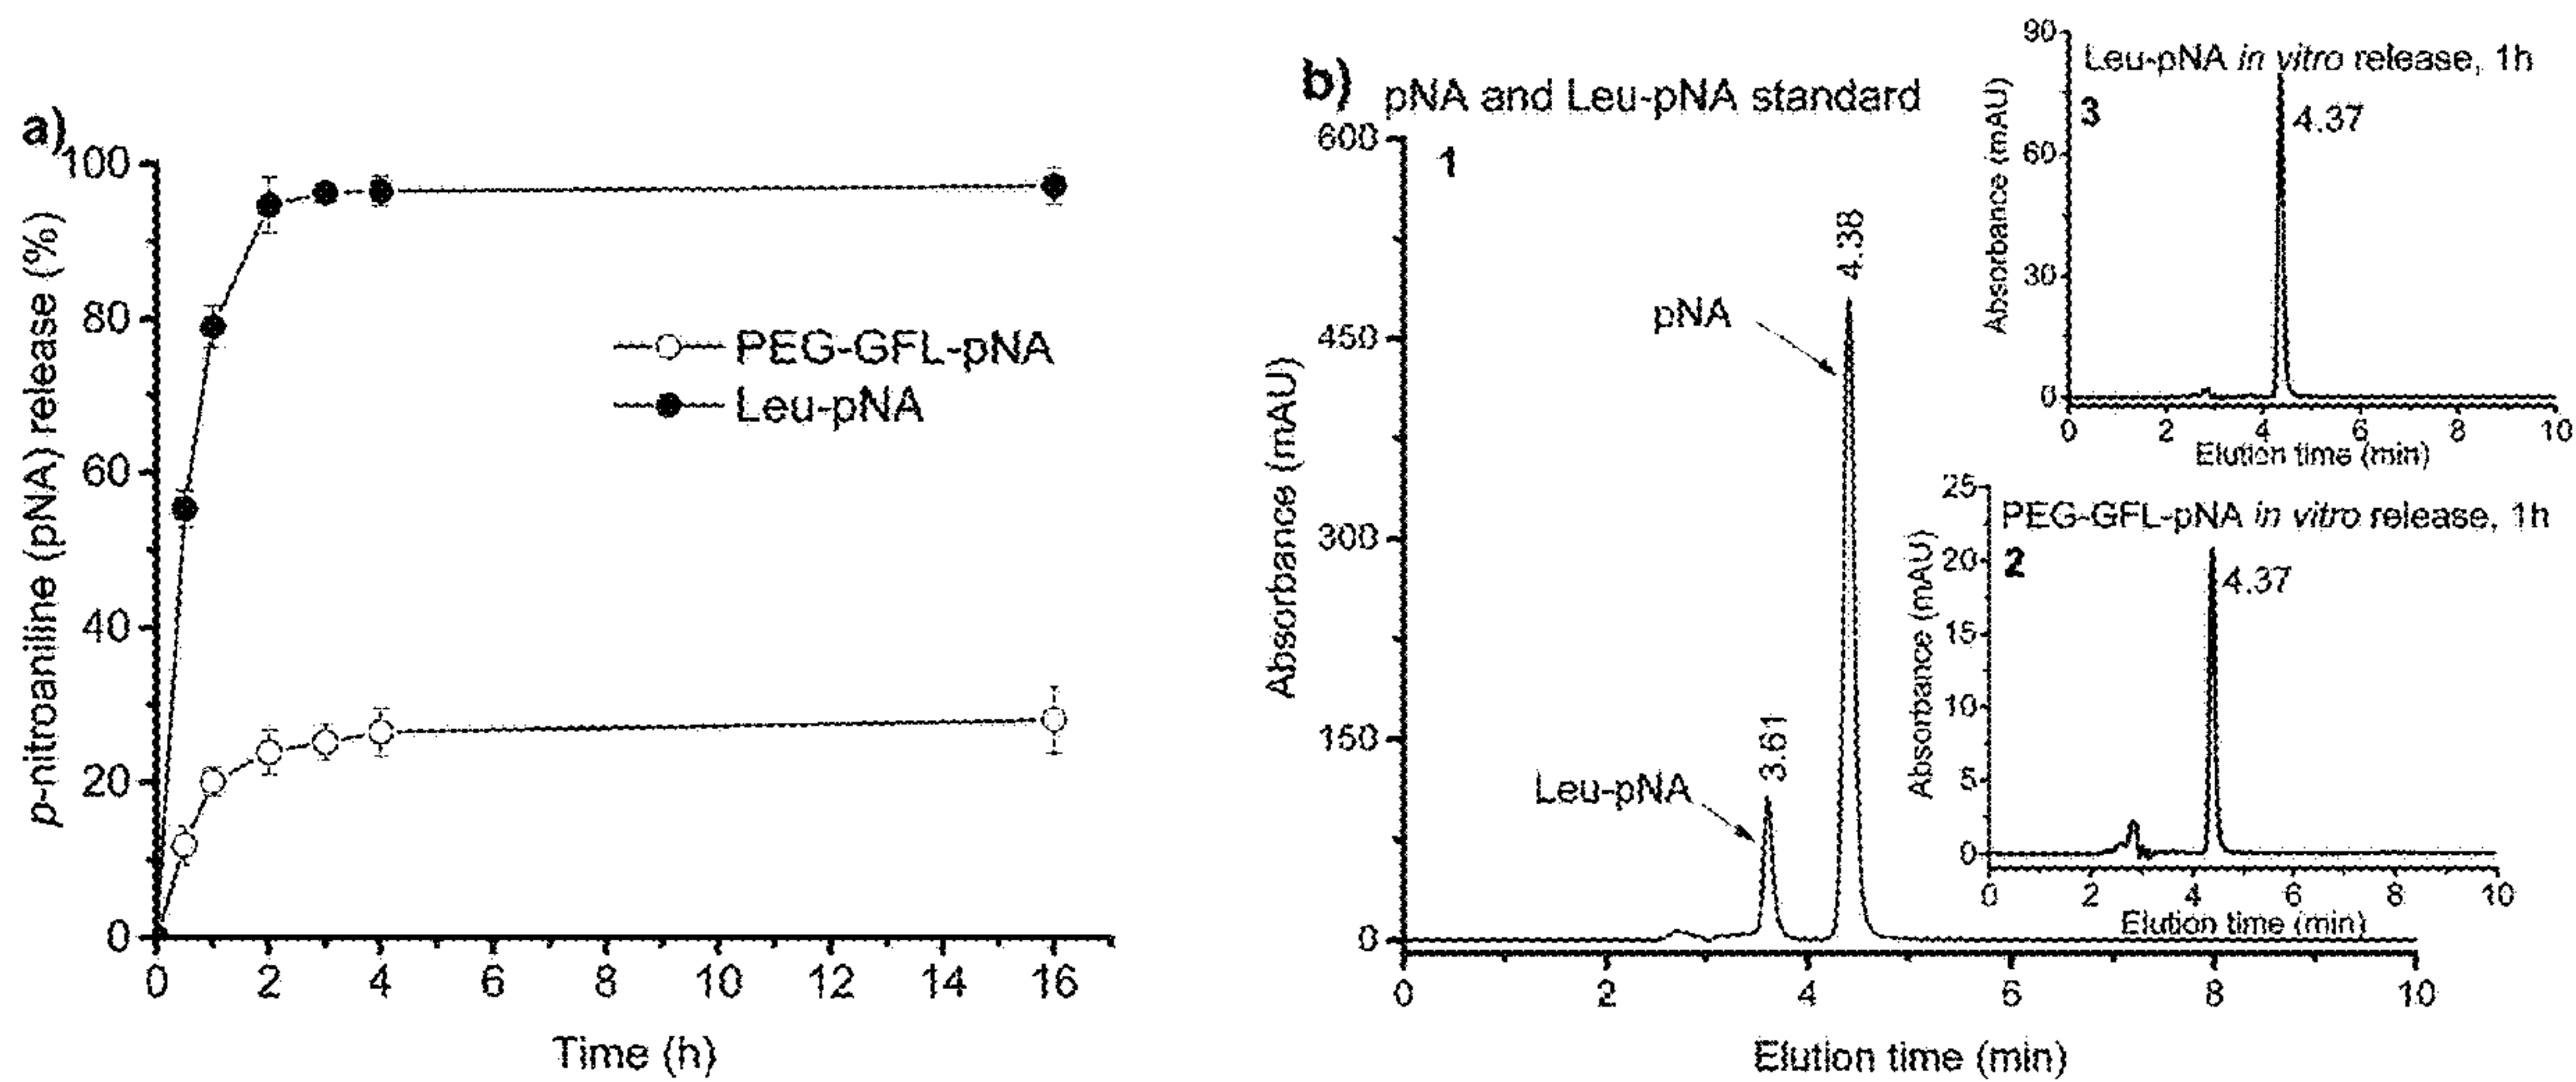 a)
100
80
60
40
20
0
p-nitroaniline (pNA) release (%)
PEG-GFL-pNA
Leu-pNA
0 2 4 6 8 10 12 14 16
Time (h)
b) pNA and Leu-pNA standard
1
600
450
300
150
0
Absorbance (mAU)
pNA
4.38
Leu-pNA
3.61
0 2 4 6 8 10
Elution time (min)
Leu-pNA in vitro release, 1h
3
4.37
90
60
30
0
Absorbance (mAU)
0 2 4 6 8 10
Elution time (min)
PEG-GFL-pNA in vitro release, 1h
2
4.37
25
20
15
10
5
0
Absorbance (mAU)
0 2 4 6 8 10
Elution time (min)